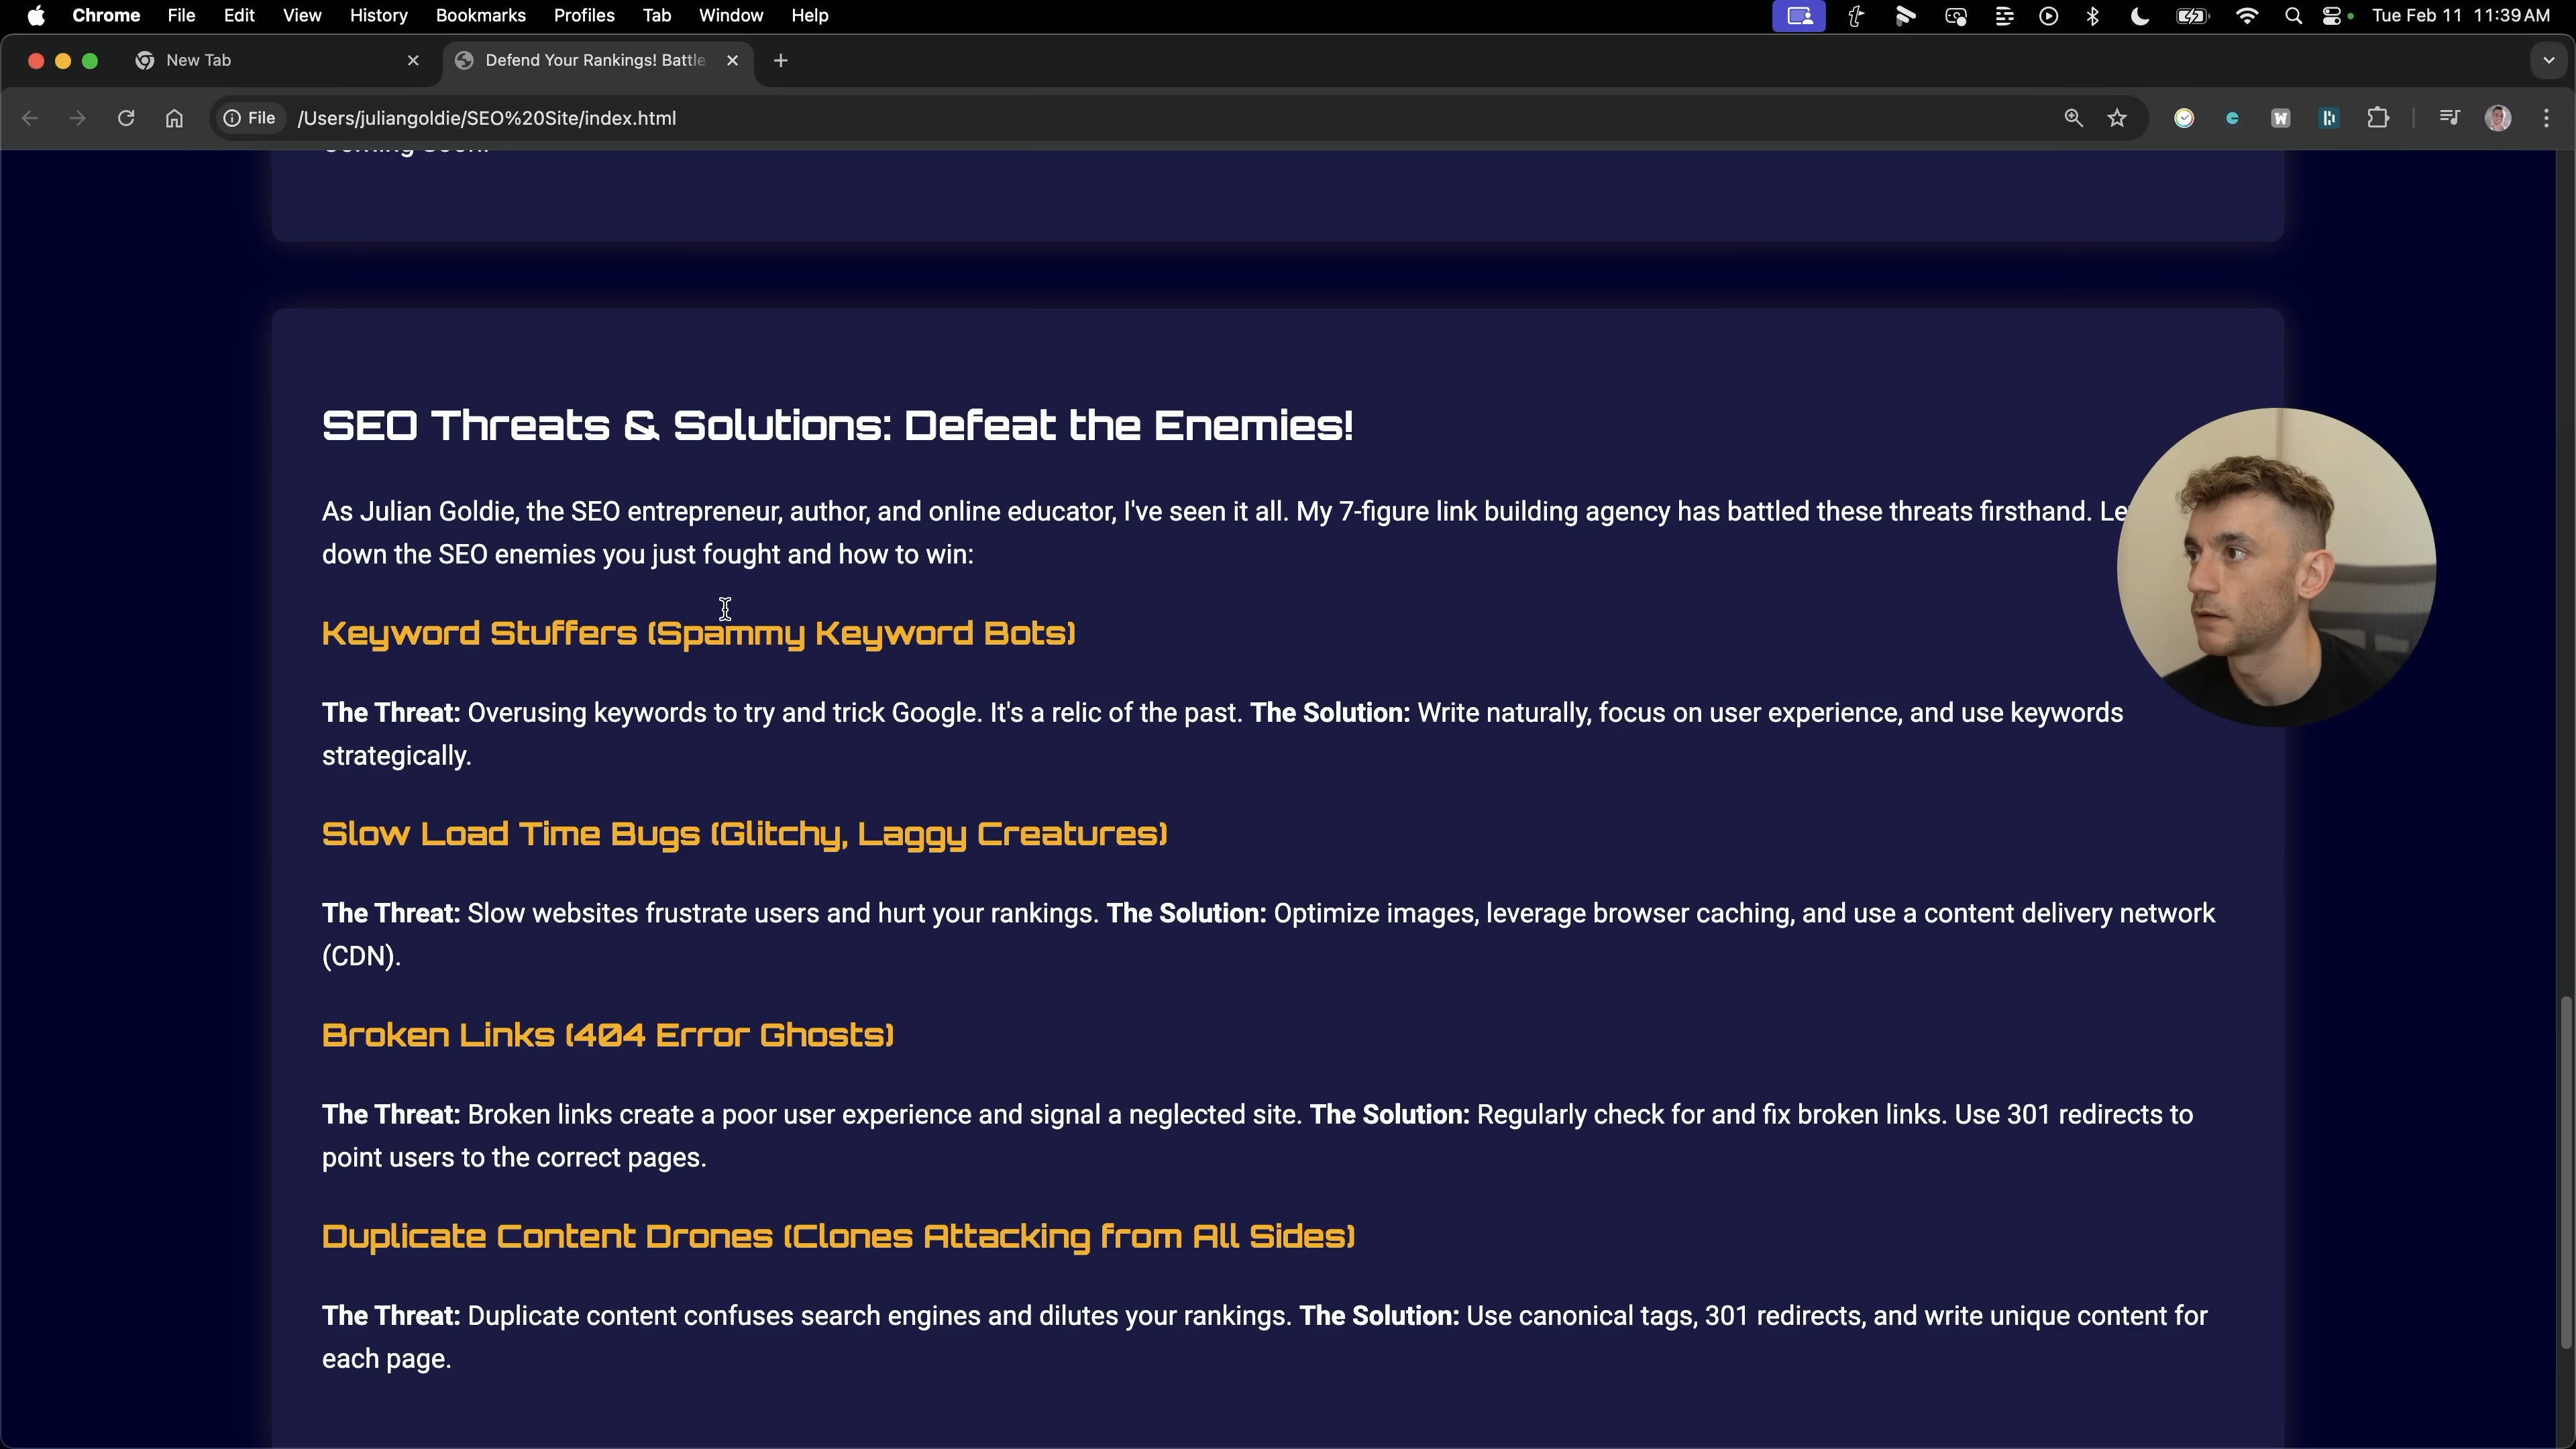 Chrome File Edit View History Bookmarks Profiles Tab Window Help Tue Feb 11 11:39 AM
New Tab Defend Your Rankings! Battle
File /Users/juliangoldie/SEO%20Site/index.html
Coming Soon!
SEO Threats & Solutions: Defeat the Enemies!
As Julian Goldie, the SEO entrepreneur, author, and online educator, I've seen it all. My 7-figure link building agency has battled these threats firsthand. Le
down the SEO enemies you just fought and how to win:
Keyword Stuffers (Spammy Keyword Bots)
The Threat: Overusing keywords to try and trick Google. It's a relic of the past. The Solution: Write naturally, focus on user experience, and use keywords
strategically.
Slow Load Time Bugs (Glitchy, Laggy Creatures)
The Threat: Slow websites frustrate users and hurt your rankings. The Solution: Optimize images, leverage browser caching, and use a content delivery network
(CDN).
Broken Links (404 Error Ghosts)
The Threat: Broken links create a poor user experience and signal a neglected site. The Solution: Regularly check for and fix broken links. Use 301 redirects to
point users to the correct pages.
Duplicate Content Drones (Clones Attacking from All Sides)
The Threat: Duplicate content confuses search engines and dilutes your rankings. The Solution: Use canonical tags, 301 redirects, and write unique content for
each page.